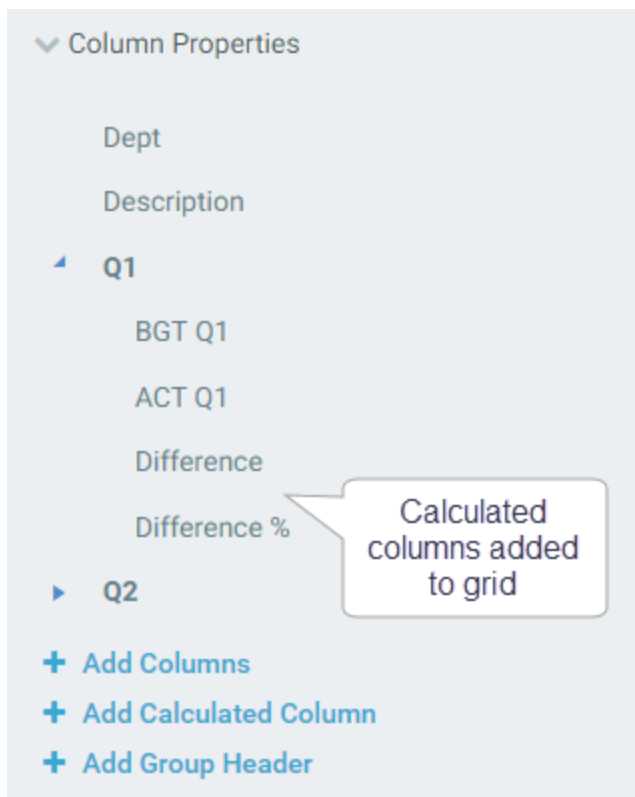 Column Properties
Dept
Description
Q1
BGT Q1
ACT Q1
Difference
Difference %
Calculated
columns added
to grid
Q2
+ Add Columns
+ Add Calculated Column
+ Add Group Header